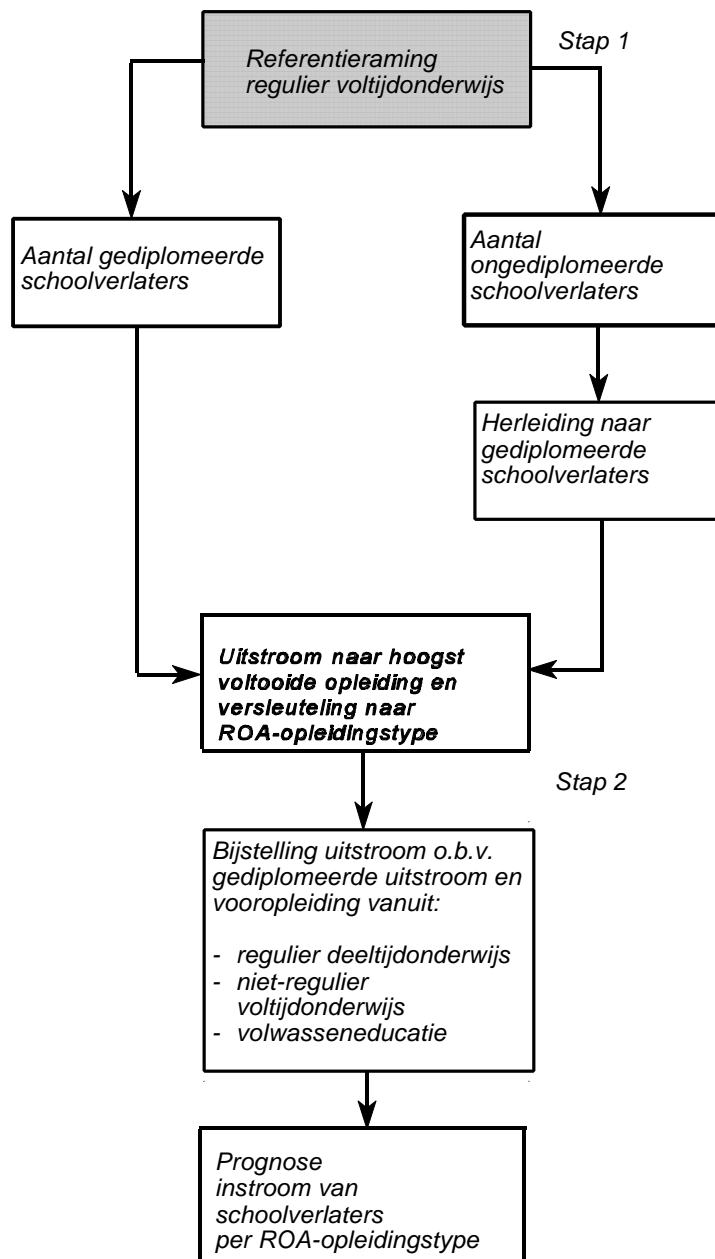 Stap 1
Referentieraming
regulier voltijdonderwijs
Aantal gediplomeerde
schoolverlaters
Aantal
ongediplomeerde
schoolverlaters
Herleiding naar
gediplomeerde
schoolverlaters
Uitstroom naar hoogst
voltooide opleiding en
versleuteling naar
ROA-opleidingstype
Stap 2
Bijstelling uitstroom o.b.v.
gediplomeerde uitstroom en
vooropleiding vanuit:
- regulier deeltijdonderwijs
- niet-regulier
voltijdonderwijs
- volwasseneducatie
Prognose
instroom van
schoolverlaters
per ROA-opleidingstype